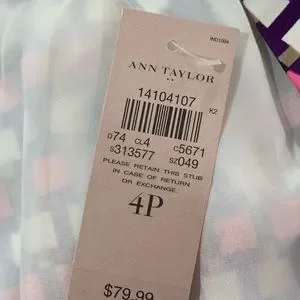 ANN TAYLOR
14104107
K2
D74 CL4 C5671
S313577 SZ049
PLEASE RETAIN THIS STUB
IN CASE OF RETURN
OR EXCHANGE.
4P
$79.99